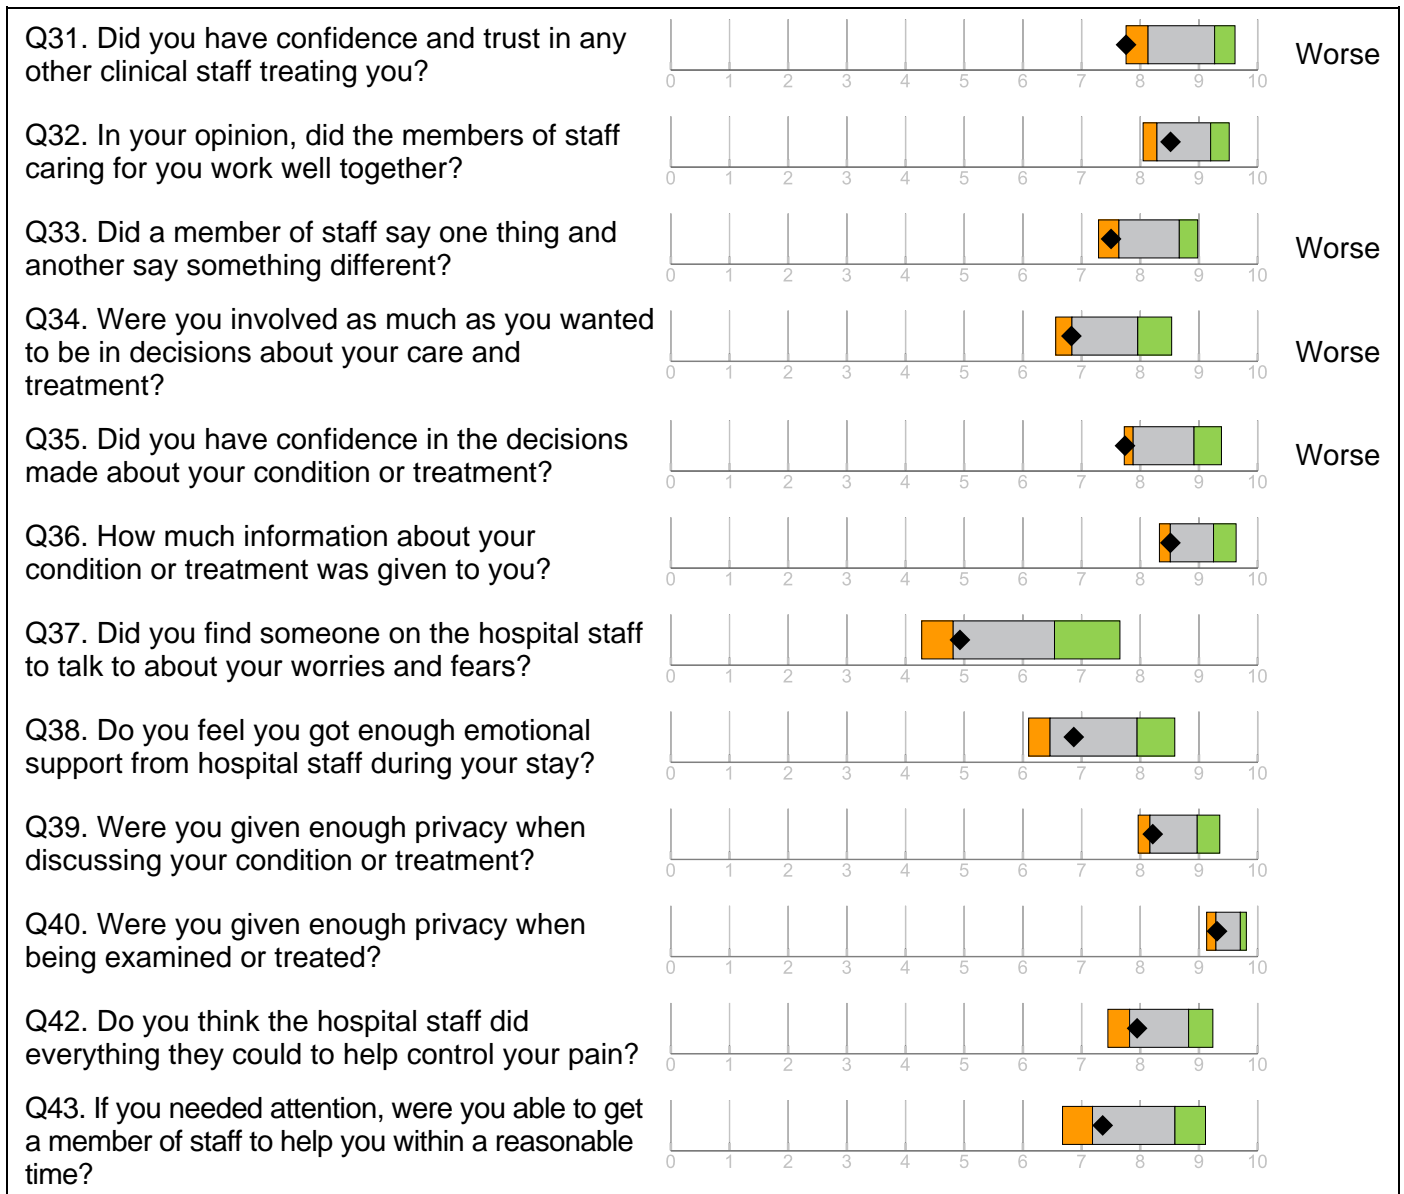 Q31. Did you have confidence and trust in any
other clinical staff treating you?
0 1 2 3 4 5 6 7 8 9 10
Worse
Q32. In your opinion, did the members of staff
caring for you work well together?
0 1 2 3 4 5 6 7 8 9 10
Q33. Did a member of staff say one thing and
another say something different?
0 1 2 3 4 5 6 7 8 9 10
Worse
Q34. Were you involved as much as you wanted
to be in decisions about your care and
treatment?
0 1 2 3 4 5 6 7 8 9 10
Worse
Q35. Did you have confidence in the decisions
made about your condition or treatment?
0 1 2 3 4 5 6 7 8 9 10
Worse
Q36. How much information about your
condition or treatment was given to you?
0 1 2 3 4 5 6 7 8 9 10
Q37. Did you find someone on the hospital staff
to talk to about your worries and fears?
0 1 2 3 4 5 6 7 8 9 10
Q38. Do you feel you got enough emotional
support from hospital staff during your stay?
0 1 2 3 4 5 6 7 8 9 10
Q39. Were you given enough privacy when
discussing your condition or treatment?
0 1 2 3 4 5 6 7 8 9 10
Q40. Were you given enough privacy when
being examined or treated?
0 1 2 3 4 5 6 7 8 9 10
Q42. Do you think the hospital staff did
everything they could to help control your pain?
0 1 2 3 4 5 6 7 8 9 10
Q43. If you needed attention, were you able to get
a member of staff to help you within a reasonable
time?
0 1 2 3 4 5 6 7 8 9 10